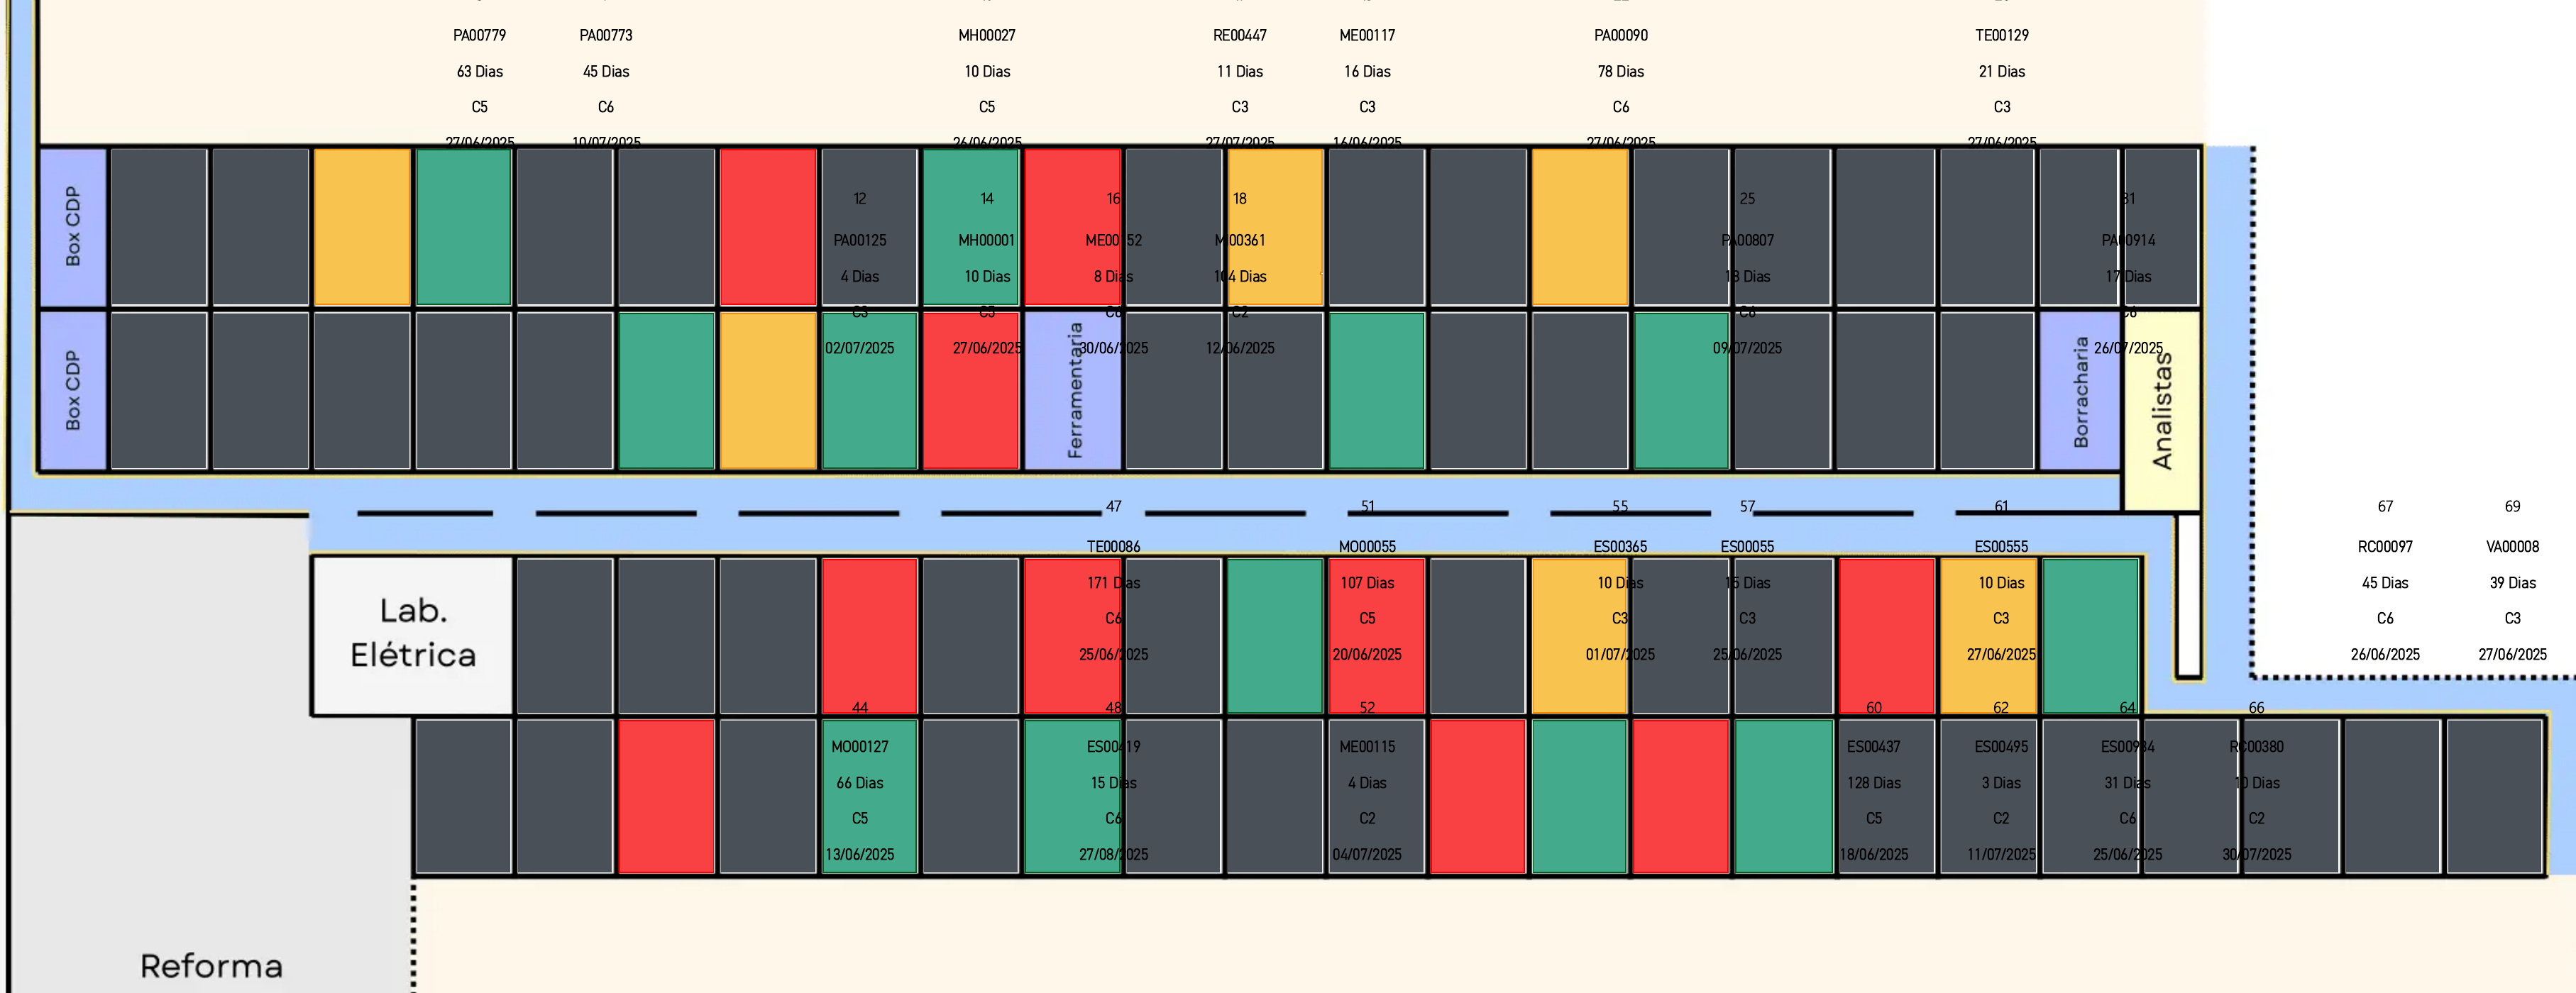 PA00779 PA00773 MH00027 RE00447 ME00117 PA00090 TE00129
63 Dias 45 Dias 10 Dias 11 Dias 16 Dias 78 Dias 21 Dias
C5 C6 C5 C3 C3 C6 C3
27/06/2025 10/07/2025 26/06/2025 27/07/2025 16/06/2025 27/06/2025 27/06/2025
Box CDP
12 14 16 18 25 31
PA00125 MH00001 PA00807 PA00914
4 Dias 10 Dias 8 Dias 104 Dias 18 Dias 17 Dias
C3 C5 C6 C2 C6 C6
02/07/2025 27/06/2025 30/06/2025 12/06/2025 09/07/2025 26/07/2025
Box CDP
Ferramentaria
Borracharia
Analistas
47 51 55 57 61 67 69
TE00086 MO00055 ES00365 ES00055 ES00555 RC00097 VA00008
171 Dias 107 Dias 10 Dias 15 Dias 10 Dias 45 Dias 39 Dias
C6 C5 C3 C3 C3 C6 C3
25/06/2025 20/06/2025 01/07/2025 25/06/2025 27/06/2025 26/06/2025 27/06/2025
Lab.
Elétrica
44 48 52 60 62 64 66
MO00127 ES00419 ME00115 ES00437 ES00495 RC00380
66 Dias 15 Dias 4 Dias 128 Dias 3 Dias 31 Dias 10 Dias
C5 C6 C2 C5 C2 C6 C2
13/06/2025 27/08/2025 04/07/2025 18/06/2025 11/07/2025 25/06/2025 30/07/2025
Reforma